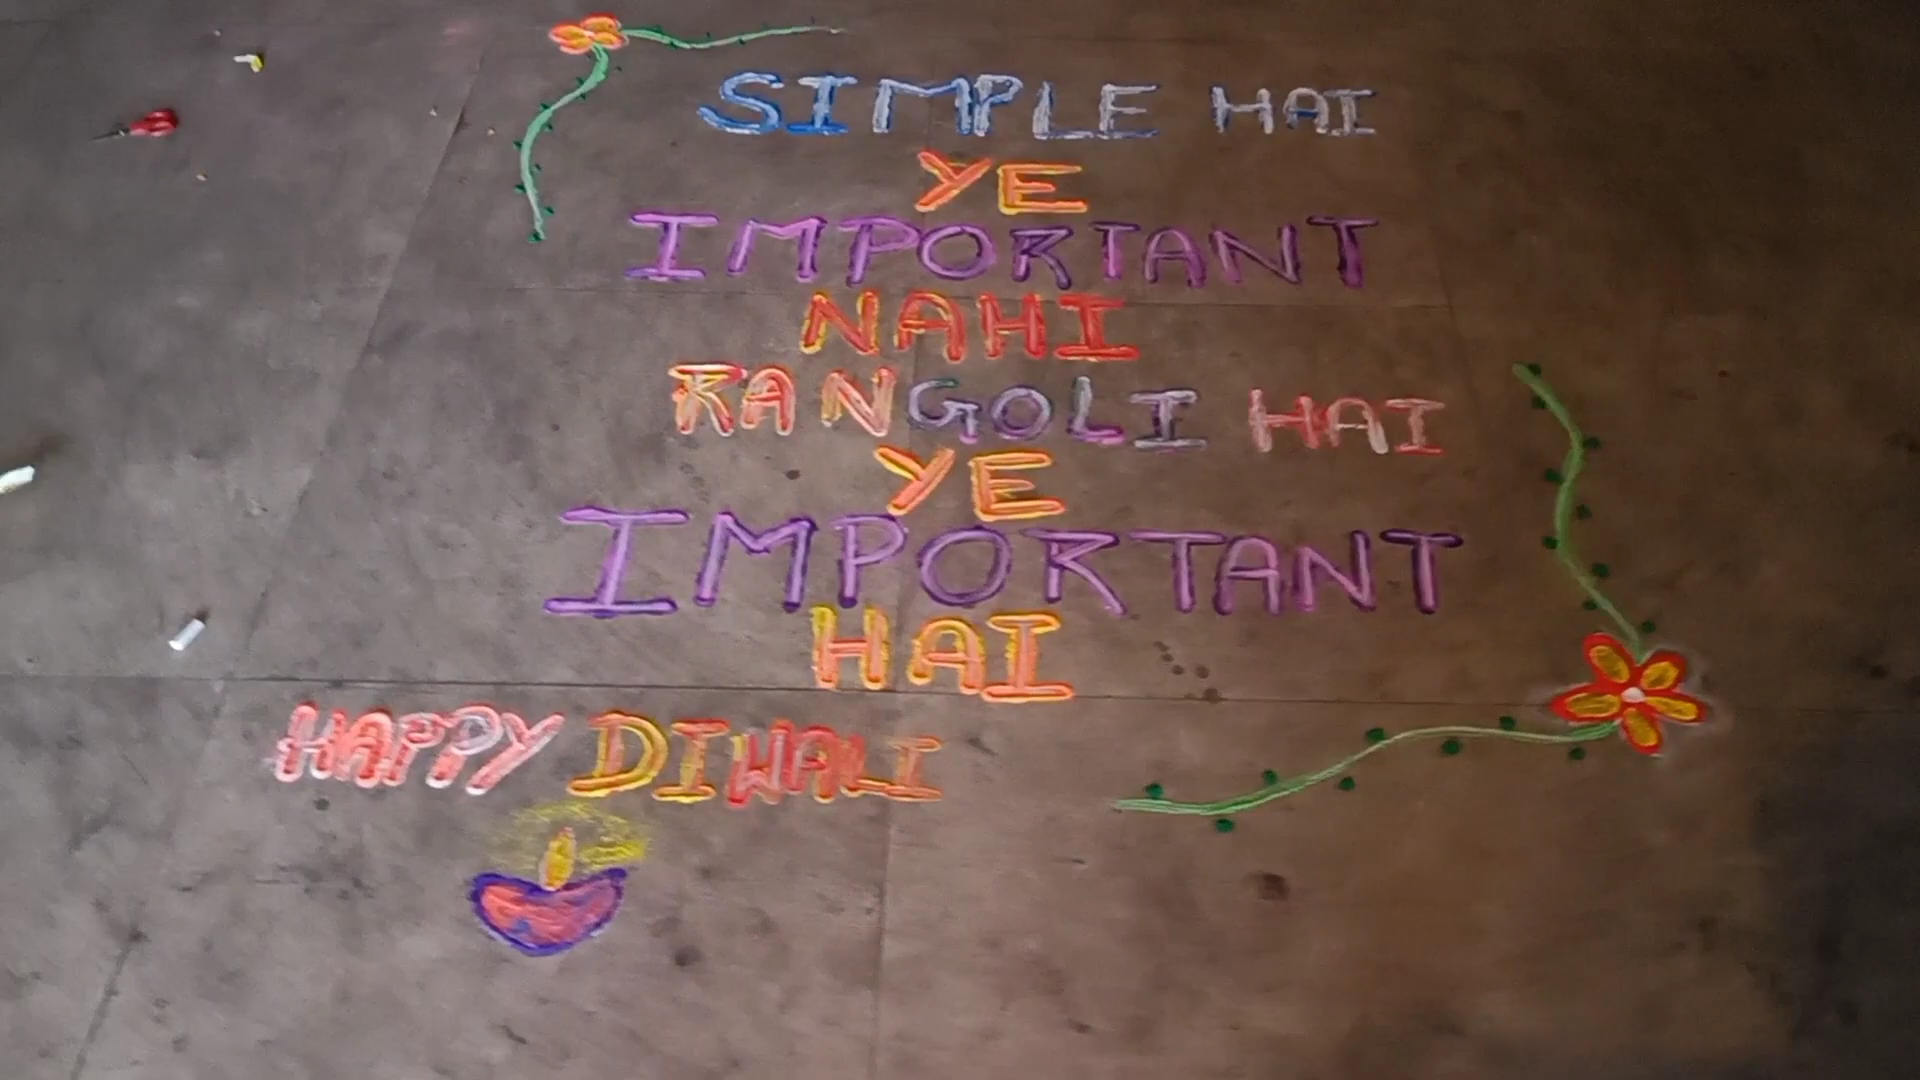 SIMPLE HAI
YE
IMPORTANT
NAHI
RANGOLI HAI
YE
IMPORTANT
HAI
HAPPY DIWALI